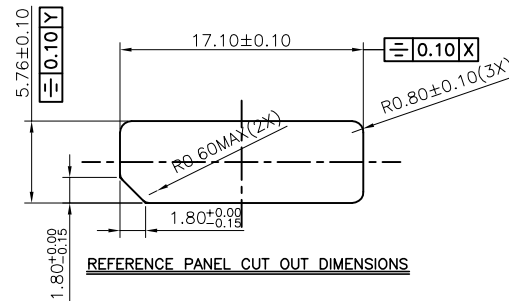 5.76±0.10
⌯ 0.10 Y
17.10±0.10
⌯ 0.10 X
R0.80±0.10(3X)
R0.60MAX(2X)
1.80+0.00 -0.15
1.80+0.00 -0.15
REFERENCE PANEL CUT OUT DIMENSIONS